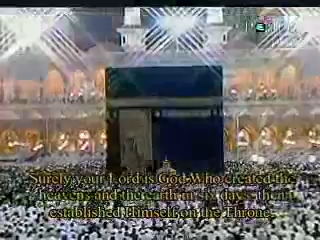 Surely your Lord is God Who created the
heavens and the earth in six days, then
established Himself on the Throne,